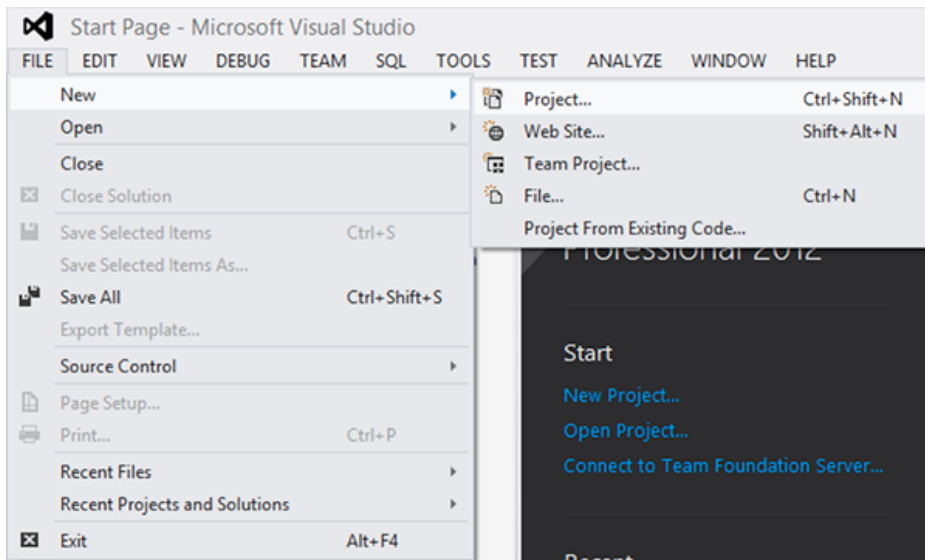 Start Page - Microsoft Visual Studio
FILE EDIT VIEW DEBUG TEAM SQL TOOLS TEST ANALYZE WINDOW HELP
New
Open
Close
Close Solution
Save Selected Items Ctrl+S
Save Selected Items As...
Save All Ctrl+Shift+S
Export Template...
Source Control
Page Setup...
Print... Ctrl+P
Recent Files
Recent Projects and Solutions
Exit Alt+F4
Project... Ctrl+Shift+N
Web Site... Shift+Alt+N
Team Project...
File... Ctrl+N
Project From Existing Code...
Professional 2012
Start
New Project...
Open Project...
Connect to Team Foundation Server...
Recent